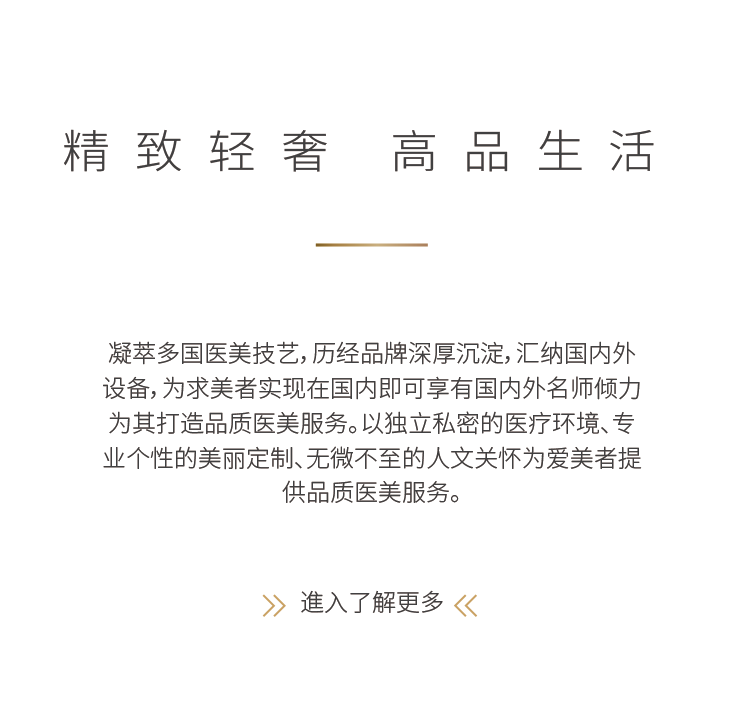 精致轻奢 高品生活
凝萃多国医美技艺，历经品牌深厚沉淀，汇纳国内外
设备，为求美者实现在国内即可享有国内外名师倾力
为其打造品质医美服务。以独立私密的医疗环境、专
业个性的美丽定制、无微不至的人文关怀为爱美者提
供品质医美服务。
進入了解更多